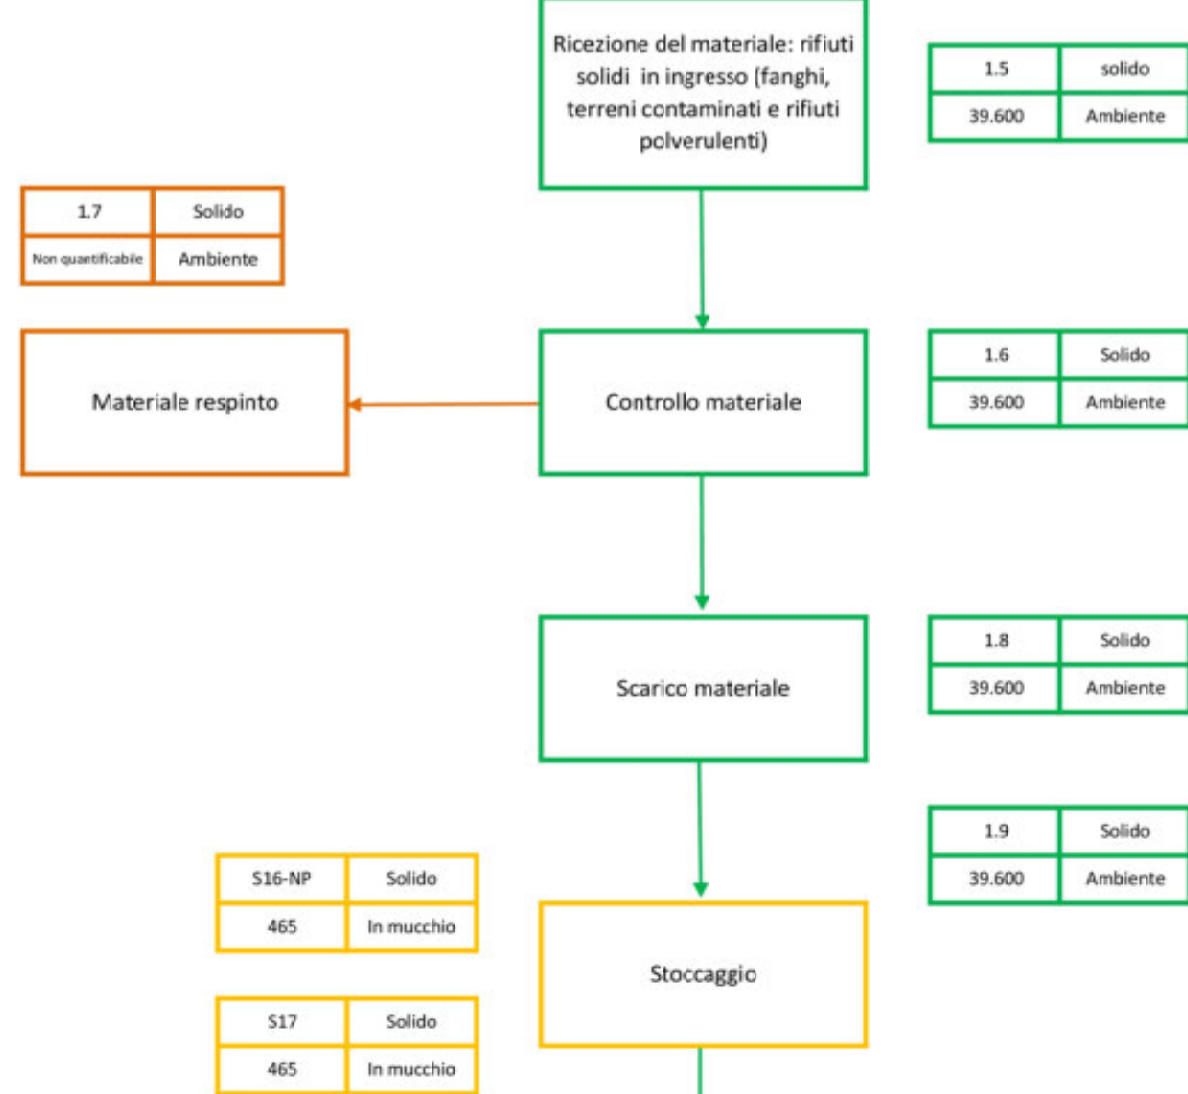 Ricezione del materiale: rifiuti
solidi in ingresso (fanghi,
terreni contaminati e rifiuti
polverulenti)
1.5 solido
39.600 Ambiente
1.7 Solido
Non quantificabile Ambiente
Materiale respinto
Controllo materiale
1.6 Solido
39.600 Ambiente
Scarico materiale
1.8 Solido
39.600 Ambiente
1.9 Solido
39.600 Ambiente
S16-NP Solido
465 In mucchio
Stoccaggio
S17 Solido
465 In mucchio